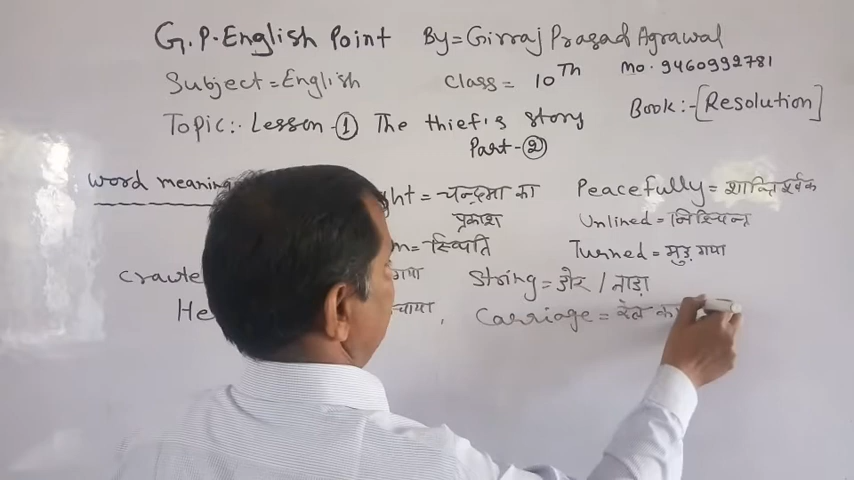 G.P. English Point By = Girraj Prasad Agrawal
Subject = English Class = 10Th Mo. 9460992781
Topic:- Lesson - 1 The thief's story Book:- [Resolution]
Part - 2
word meaning
= चन्द्रमा का प्रकाश
Peacefully = शान्ति पूर्वक
Unlined =
= स्थिति
Turned = मुड़ गया
String = डोर / नाड़ा
Carriage = रेल का